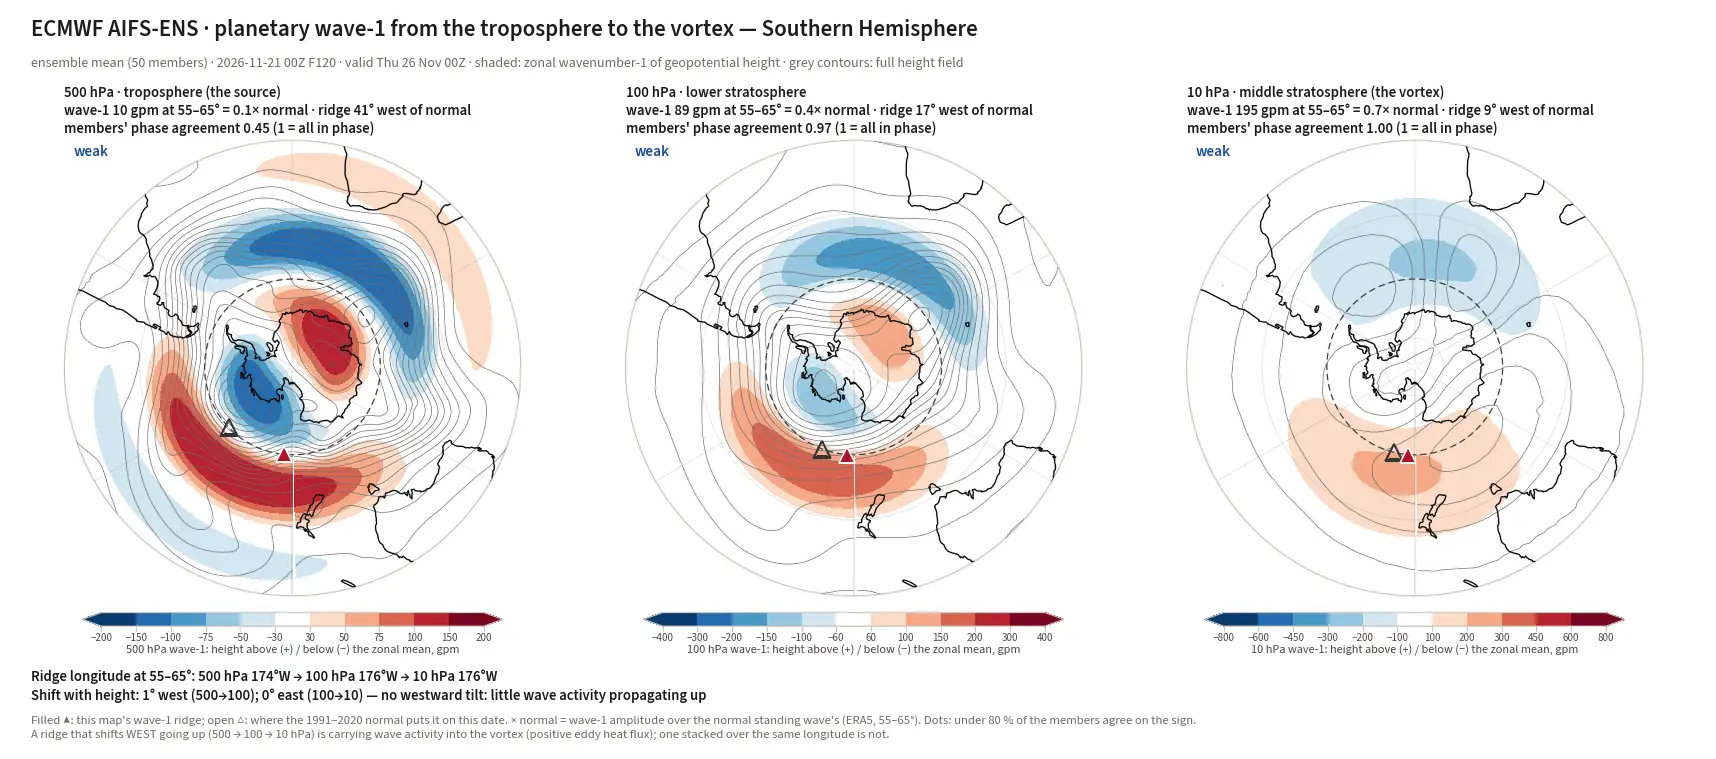 ECMWF AIFS-ENS · planetary wave-1 from the troposphere to the vortex — Southern Hemisphere
ensemble mean (50 members) · 2026-11-21 00Z F120 · valid Thu 26 Nov 00Z · shaded: zonal wavenumber-1 of geopotential height · grey contours: full height field
500 hPa · troposphere (the source)
wave-1 10 gpm at 55–65° = 0.1× normal · ridge 41° west of normal
members' phase agreement 0.45 (1 = all in phase)
weak
100 hPa · lower stratosphere
wave-1 89 gpm at 55–65° = 0.4× normal · ridge 17° west of normal
members' phase agreement 0.97 (1 = all in phase)
weak
10 hPa · middle stratosphere (the vortex)
wave-1 195 gpm at 55–65° = 0.7× normal · ridge 9° west of normal
members' phase agreement 1.00 (1 = all in phase)
weak
−200 −150 −100 −75 −50 −30 30 50 75 100 150 200
500 hPa wave-1: height above (+) / below (−) the zonal mean, gpm
−400 −300 −200 −150 −100 −60 60 100 150 200 300 400
100 hPa wave-1: height above (+) / below (−) the zonal mean, gpm
−800 −600 −450 −300 −200 −100 100 200 300 450 600 800
10 hPa wave-1: height above (+) / below (−) the zonal mean, gpm
Ridge longitude at 55–65°: 500 hPa 174°W → 100 hPa 176°W → 10 hPa 176°W
Shift with height: 1° west (500→100); 0° east (100→10) — no westward tilt: little wave activity propagating up
Filled ▲: this map's wave-1 ridge; open △: where the 1991–2020 normal puts it on this date. × normal = wave-1 amplitude over the normal standing wave's (ERA5, 55–65°). Dots: under 80 % of the members agree on the sign.
A ridge that shifts WEST going up (500 → 100 → 10 hPa) is carrying wave activity into the vortex (positive eddy heat flux); one stacked over the same longitude is not.